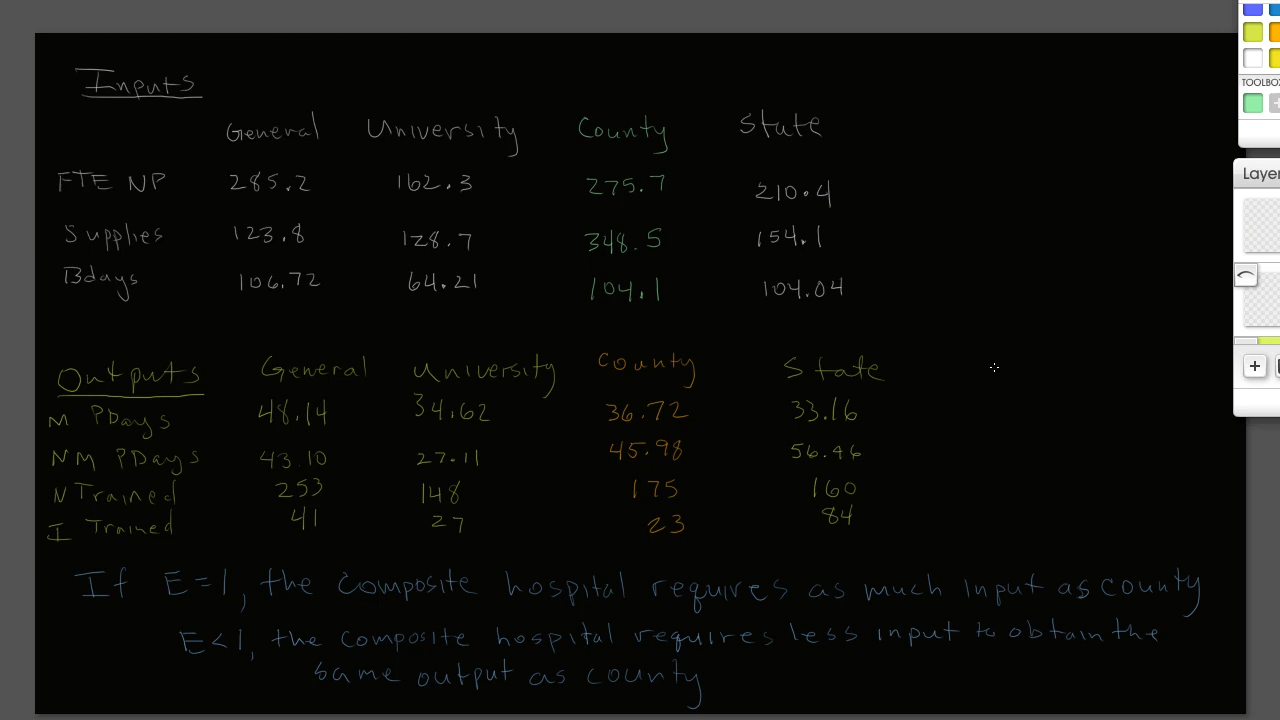 Inputs
General University County State
FTE NP 285.2 162.3 275.7 210.4
Supplies 123.8 128.7 348.5 154.1
Bdays 106.72 64.21 104.1 104.04
Outputs General University County State
M PDays 48.14 34.62 36.72 33.16
NM PDays 43.10 27.11 45.98 56.46
N Trained 253 148 175 160
I Trained 41 27 23 84
If E=1, the composite hospital requires as much input as county
E<1, the composite hospital requires less input to obtain the
same output as county
TOOLBO
Layer